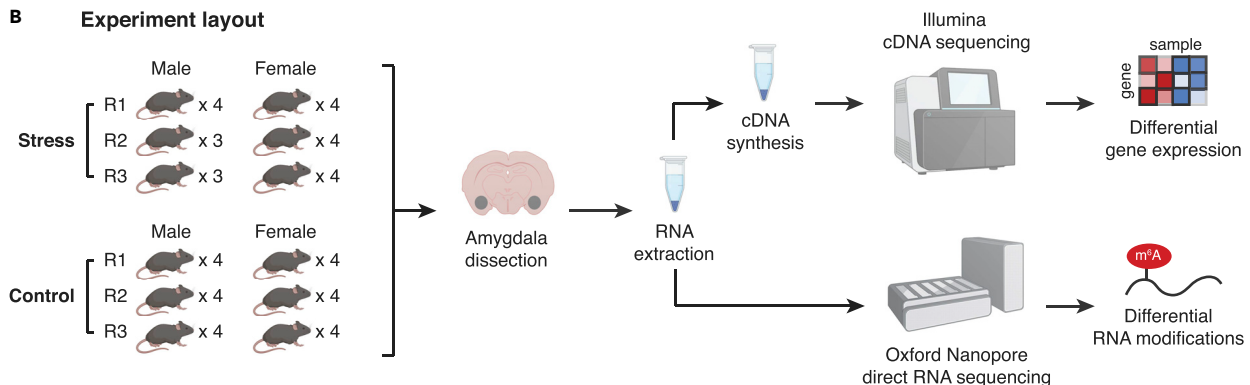 B
Experiment layout
Male Female
Stress
R1 x 4 x 4
R2 x 3 x 4
R3 x 3 x 4
Male Female
Control
R1 x 4 x 4
R2 x 4 x 4
R3 x 4 x 4
Amygdala
dissection
RNA
extraction
cDNA
synthesis
Illumina
cDNA sequencing
sample
gene
Differential
gene expression
Oxford Nanopore
direct RNA sequencing
m⁶A
Differential
RNA modifications